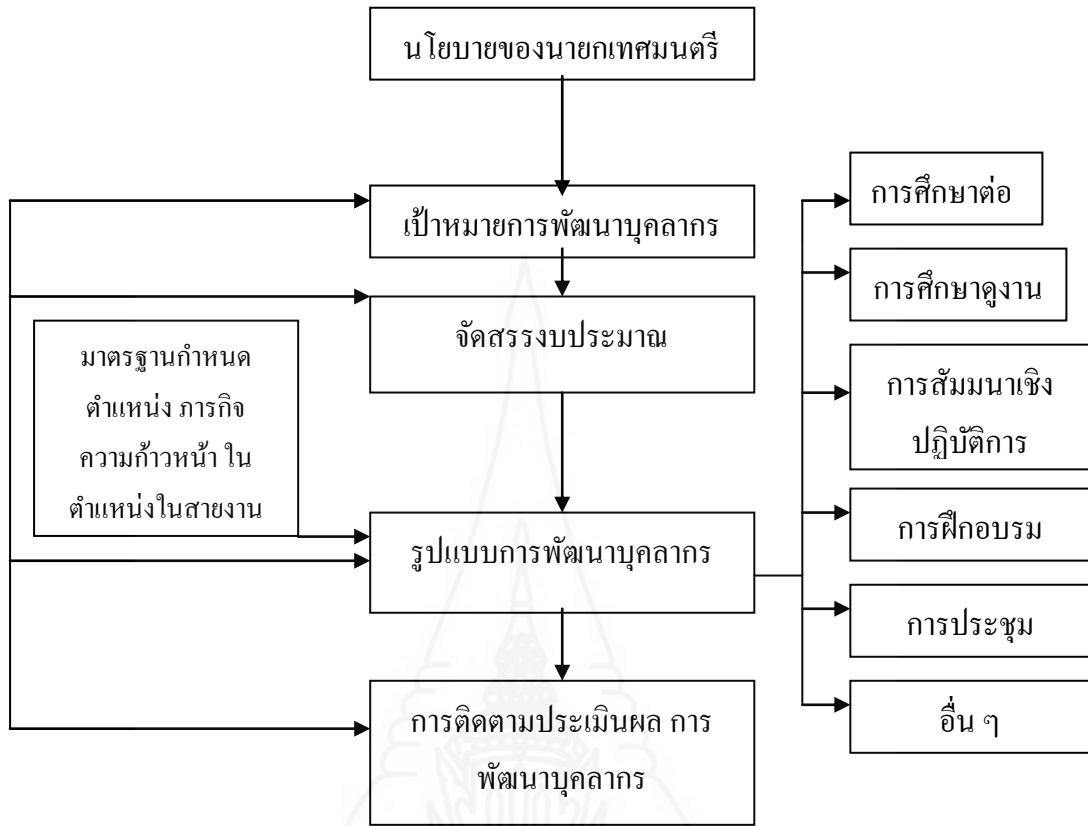 นโยบายของนายกเทศมนตรี
เป้าหมายการพัฒนาบุคลากร
จัดสรรงบประมาณ
มาตรฐานกำหนด
ตำแหน่ง ภารกิจ
ความก้าวหน้า ใน
ตำแหน่งในสายงาน
รูปแบบการพัฒนาบุคลากร
การติดตามประเมินผล การ
พัฒนาบุคลากร
การศึกษาต่อ
การศึกษาดูงาน
การสัมมนาเชิง
ปฏิบัติการ
การฝึกอบรม
การประชุม
อื่น ๆ